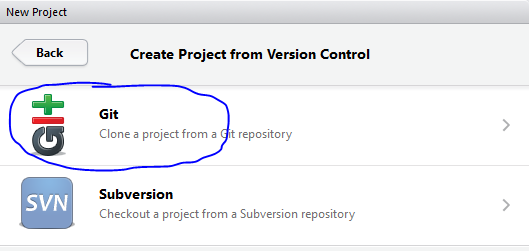 New Project
Back
Create Project from Version Control
Git
Clone a project from a Git repository
SVN
Subversion
Checkout a project from a Subversion repository